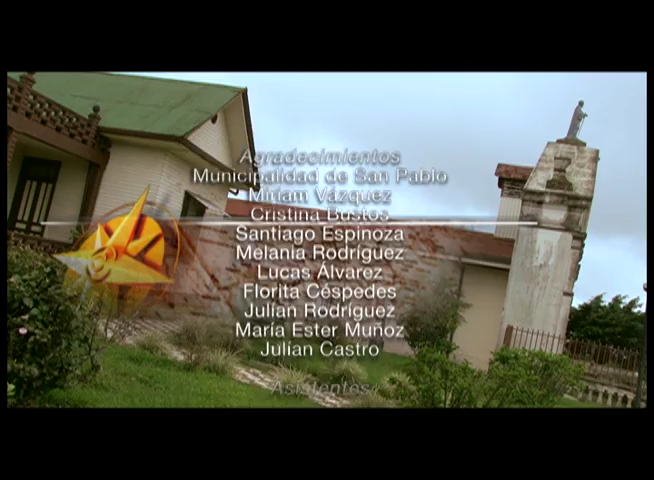 Agradecimientos
Municipalidad de San Pablo
Miriam Vázquez
Cristina Bustos
Santiago Espinoza
Melania Rodríguez
Lucas Álvarez
Florita Céspedes
Julián Rodríguez
María Ester Muñoz
Julián Castro
Asistentes